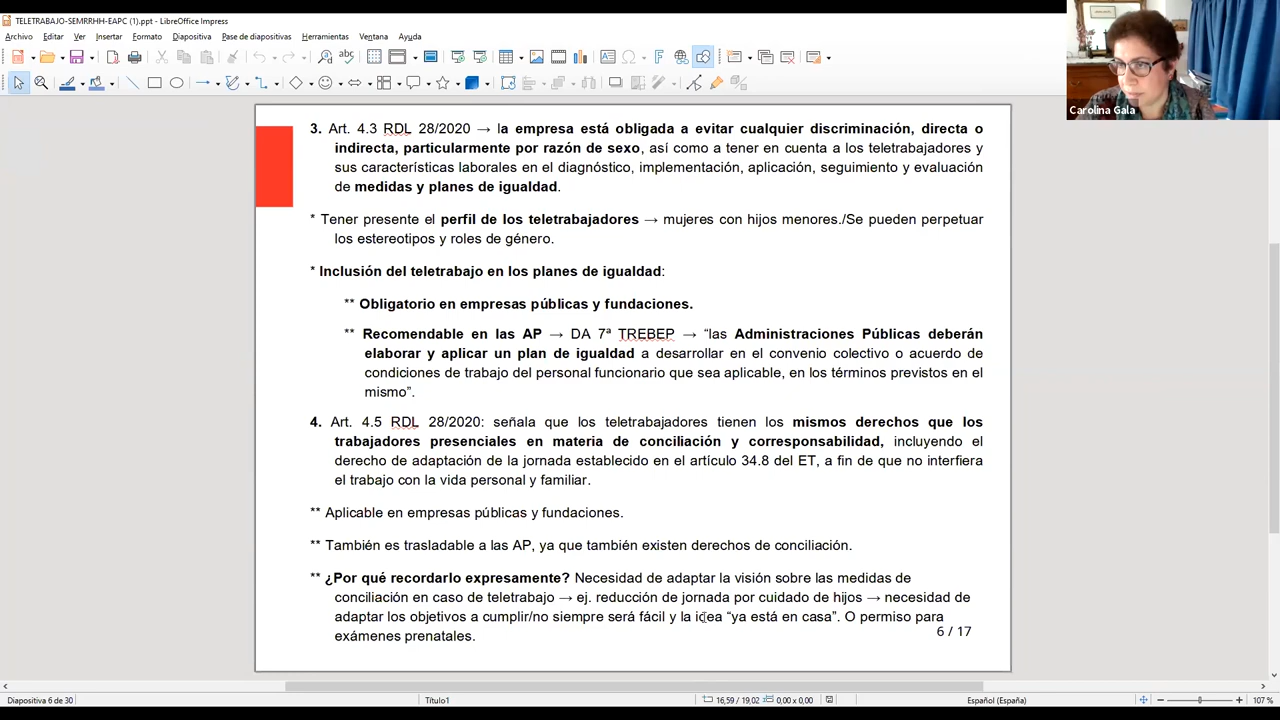 TELETRABAJO-SEMRRHH-EAPC (1).ppt - LibreOffice Impress
Archivo Editar Ver Insertar Formato Diapositiva Pase de diapositivas Herramientas Ventana Ayuda
Carolina Gala
3. Art. 4.3 RDL 28/2020 → la empresa está obligada a evitar cualquier discriminación, directa o
indirecta, particularmente por razón de sexo, así como a tener en cuenta a los teletrabajadores y
sus características laborales en el diagnóstico, implementación, aplicación, seguimiento y evaluación
de medidas y planes de igualdad.
* Tener presente el perfil de los teletrabajadores → mujeres con hijos menores./Se pueden perpetuar
los estereotipos y roles de género.
* Inclusión del teletrabajo en los planes de igualdad:
** Obligatorio en empresas públicas y fundaciones.
** Recomendable en las AP → DA 7ª TREBEP → “las Administraciones Públicas deberán
elaborar y aplicar un plan de igualdad a desarrollar en el convenio colectivo o acuerdo de
condiciones de trabajo del personal funcionario que sea aplicable, en los términos previstos en el
mismo”.
4. Art. 4.5 RDL 28/2020: señala que los teletrabajadores tienen los mismos derechos que los
trabajadores presenciales en materia de conciliación y corresponsabilidad, incluyendo el
derecho de adaptación de la jornada establecido en el artículo 34.8 del ET, a fin de que no interfiera
el trabajo con la vida personal y familiar.
** Aplicable en empresas públicas y fundaciones.
** También es trasladable a las AP, ya que también existen derechos de conciliación.
** ¿Por qué recordarlo expresamente? Necesidad de adaptar la visión sobre las medidas de
conciliación en caso de teletrabajo → ej. reducción de jornada por cuidado de hijos → necesidad de
adaptar los objetivos a cumplir/no siempre será fácil y la idea “ya está en casa”. O permiso para
exámenes prenatales.
6 / 17
Diapositiva 6 de 30 Título1 16,59 / 19,02 0,00 x 0,00 Español (España) 107 %